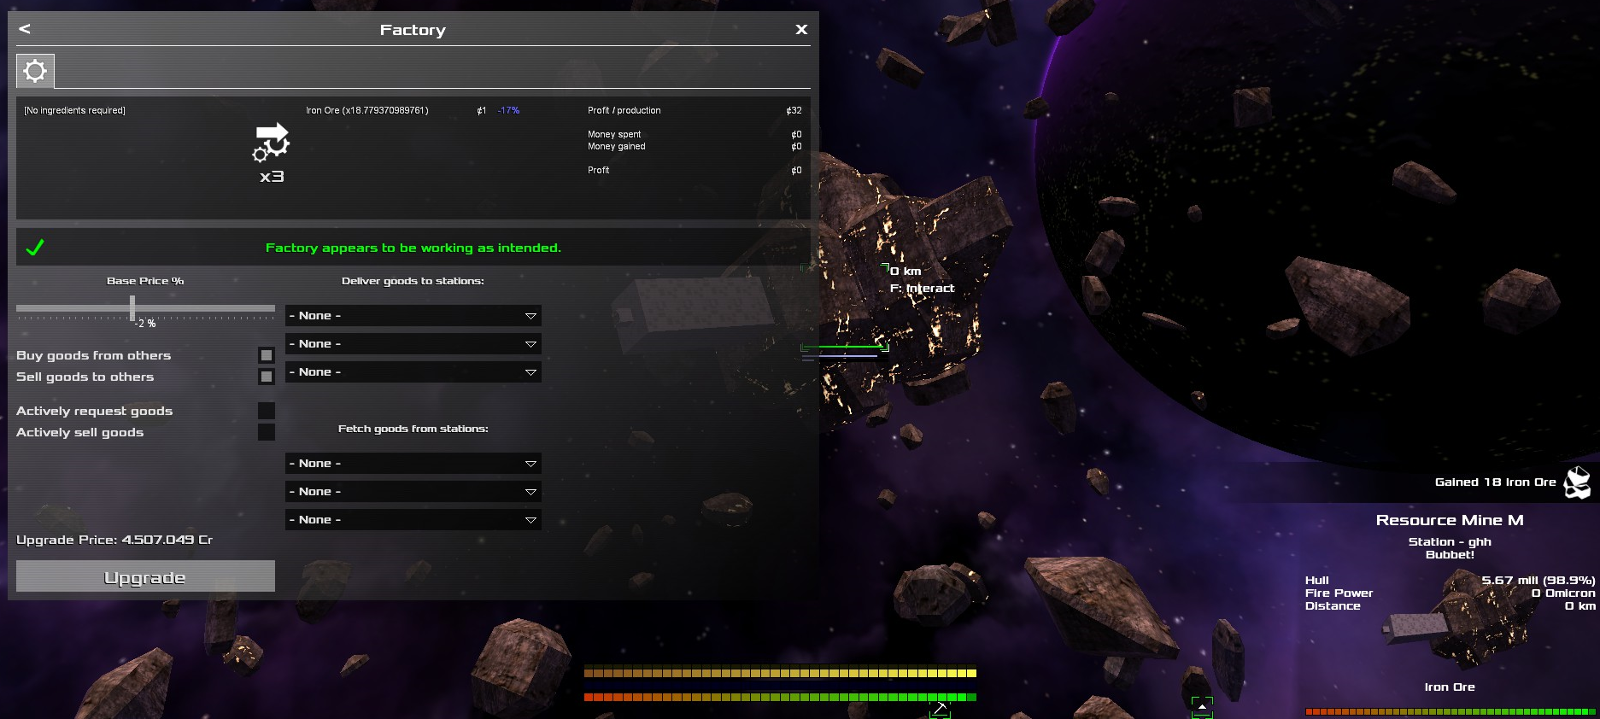 <
Factory
X
[No ingredients required]
Iron Ore (x18.779370989761)
¢1
-17%
Profit / production
¢32
Money spent
¢0
Money gained
¢0
x3
Profit
¢0
Factory appears to be working as intended.
Base Price %
-2 %
Deliver goods to stations:
- None -
- None -
- None -
Buy goods from others
Sell goods to others
Actively request goods
Actively sell goods
Fetch goods from stations:
- None -
- None -
- None -
Upgrade Price: 4.507.049 Cr
Upgrade
0 km
F: Interact
Gained 18 Iron Ore
Resource Mine M
Station - ghh
Bubbet!
Hull
5.67 mill (98.9%)
Fire Power
0 Omicron
Distance
0 km
Iron Ore